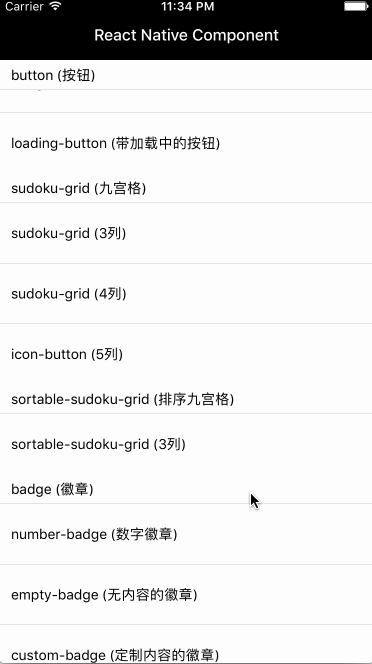 Carrier 11:34 PM
React Native Component
button (按钮)
loading-button (带加载中的按钮)
sudoku-grid (九宫格)
sudoku-grid (3列)
sudoku-grid (4列)
icon-button (5列)
sortable-sudoku-grid (排序九宫格)
sortable-sudoku-grid (3列)
badge (徽章)
number-badge (数字徽章)
empty-badge (无内容的徽章)
custom-badge (定制内容的徽章)